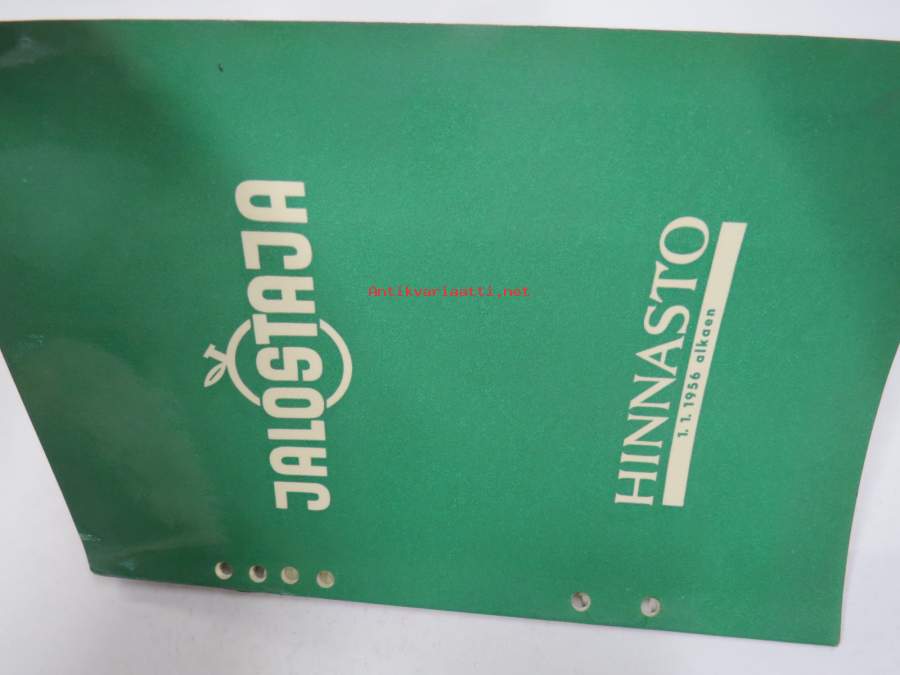 JALOSTAJA
HINNASTO
1.1.1956 alkaen
Antikvariaatti.net